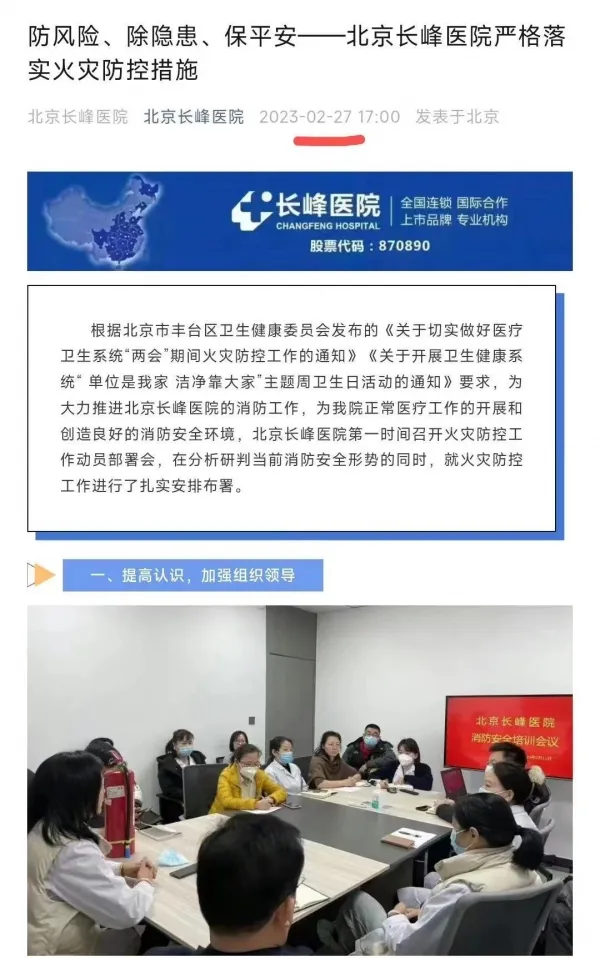 防风险、除隐患、保平安——北京长峰医院严格落
实火灾防控措施
北京长峰医院 北京长峰医院 2023-02-27 17:00 发表于北京
长峰医院
CHANGFENG HOSPITAL
全国连锁 国际合作
上市品牌 专业机构
股票代码：870890
根据北京市丰台区卫生健康委员会发布的《关于切实做好医疗
卫生系统“两会”期间火灾防控工作的通知》《关于开展卫生健康系
统“ 单位是我家 洁净靠大家”主题周卫生日活动的通知》要求，为
大力推进北京长峰医院的消防工作，为我院正常医疗工作的开展和
创造良好的消防安全环境，北京长峰医院第一时间召开火灾防控工
作动员部署会，在分析研判当前消防安全形势的同时，就火灾防控
工作进行了扎实安排布署。
一、提高认识，加强组织领导
北京长峰医院
消防安全培训会议